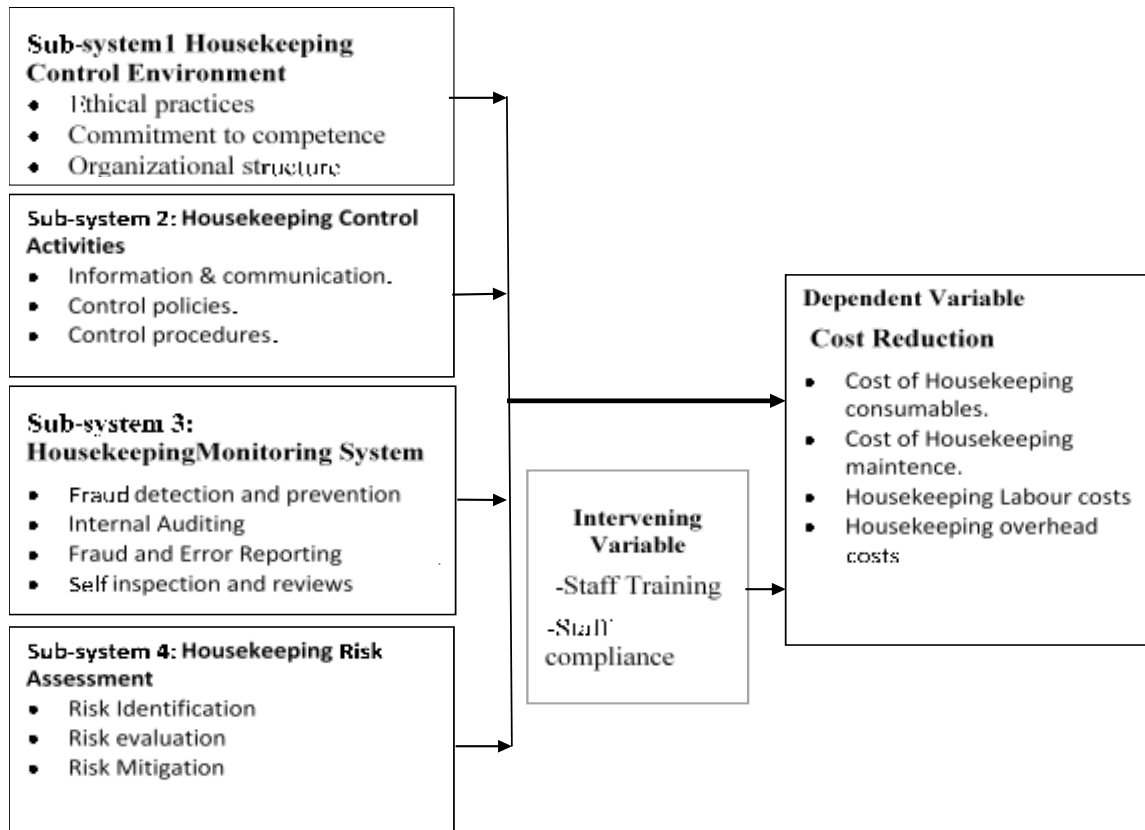 Sub-system1 Housekeeping
Control Environment
• Ethical practices
• Commitment to competence
• Organizational structure
Sub-system 2: Housekeeping Control
Activities
• Information & communication.
• Control policies.
• Control procedures.
Sub-system 3:
HousekeepingMonitoring System
• Fraud detection and prevention
• Internal Auditing
• Fraud and Error Reporting
• Self inspection and reviews
Sub-system 4: Housekeeping Risk
Assessment
• Risk Identification
• Risk evaluation
• Risk Mitigation
Intervening
Variable
-Staff Training
-Staff
compliance
Dependent Variable
Cost Reduction
• Cost of Housekeeping
consumables.
• Cost of Housekeeping
maintence.
• Housekeeping Labour costs
• Housekeeping overhead
costs